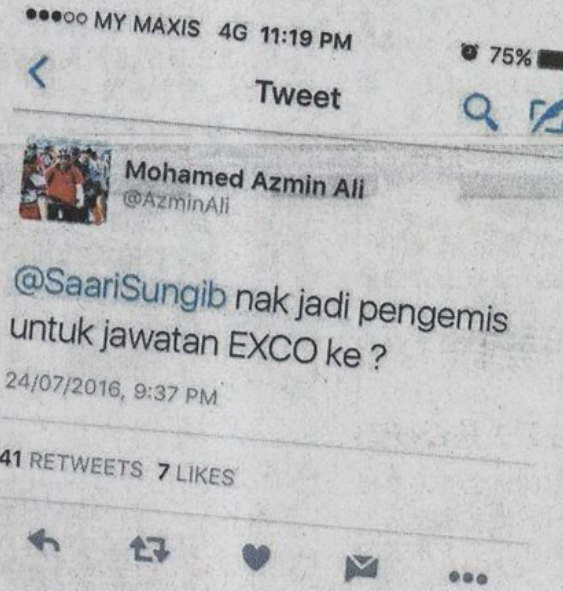 MY MAXIS 4G 11:19 PM 75%
Tweet
Mohamed Azmin Ali
@AzminAli
@SaariSungib nak jadi pengemis
untuk jawatan EXCO ke ?
24/07/2016, 9:37 PM
41 RETWEETS 7 LIKES